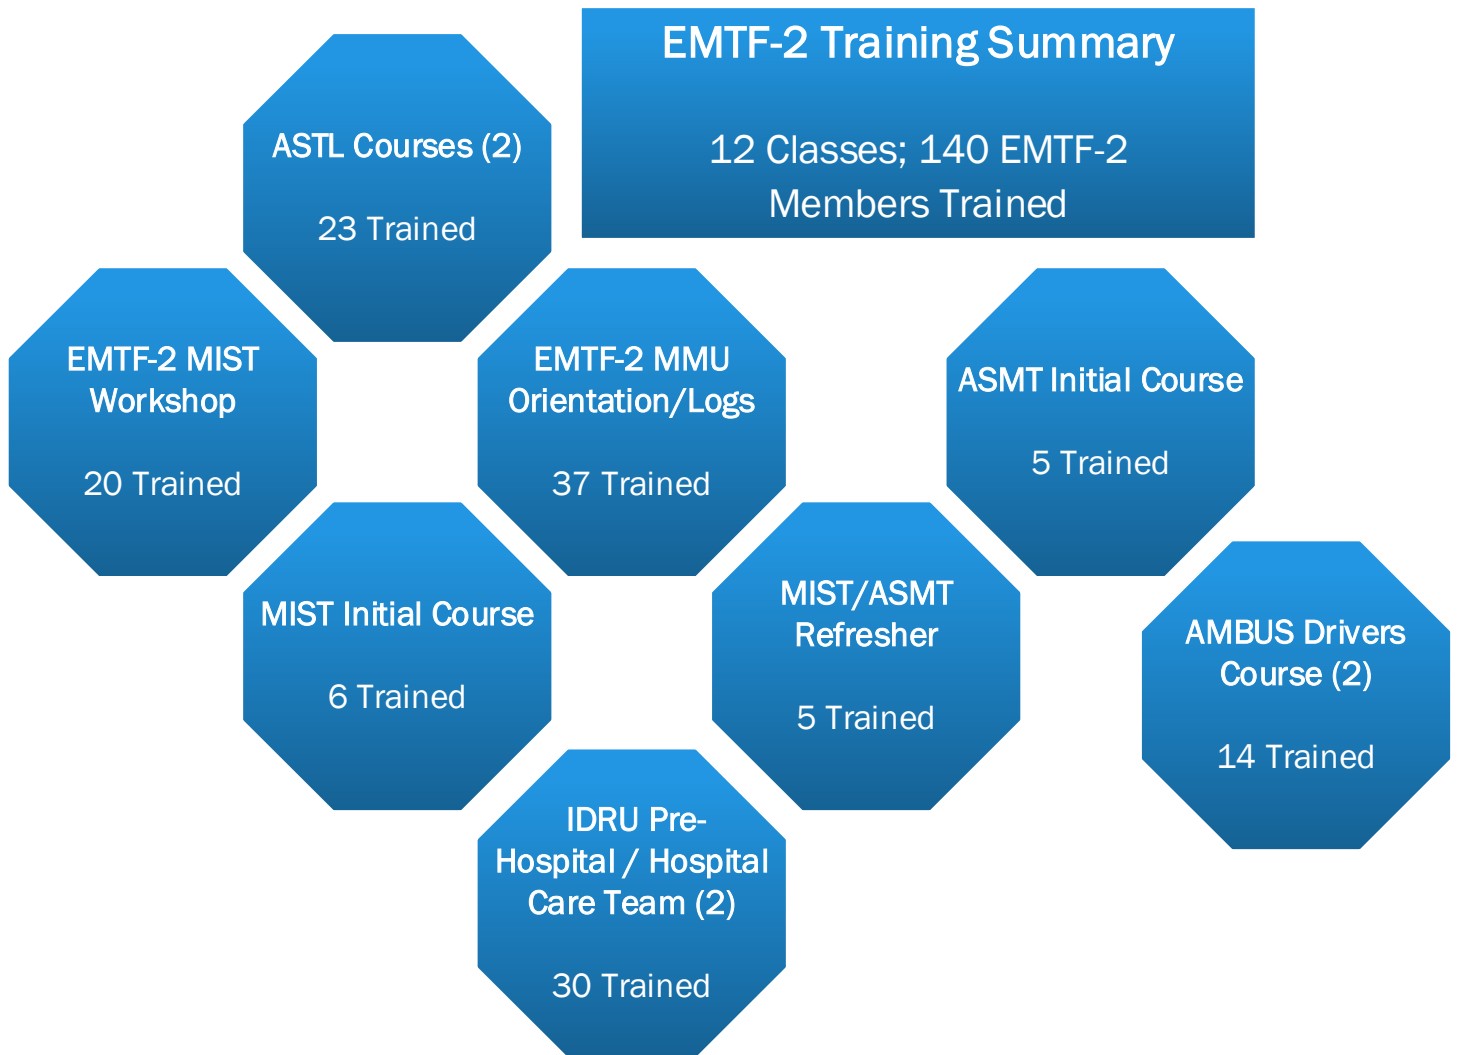 EMTF-2 Training Summary
12 Classes; 140 EMTF-2
Members Trained
ASTL Courses (2)
23 Trained
EMTF-2 MIST
Workshop
20 Trained
EMTF-2 MMU
Orientation/Logs
37 Trained
ASMT Initial Course
5 Trained
MIST Initial Course
6 Trained
MIST/ASMT
Refresher
5 Trained
AMBUS Drivers
Course (2)
14 Trained
IDRU Pre-
Hospital / Hospital
Care Team (2)
30 Trained